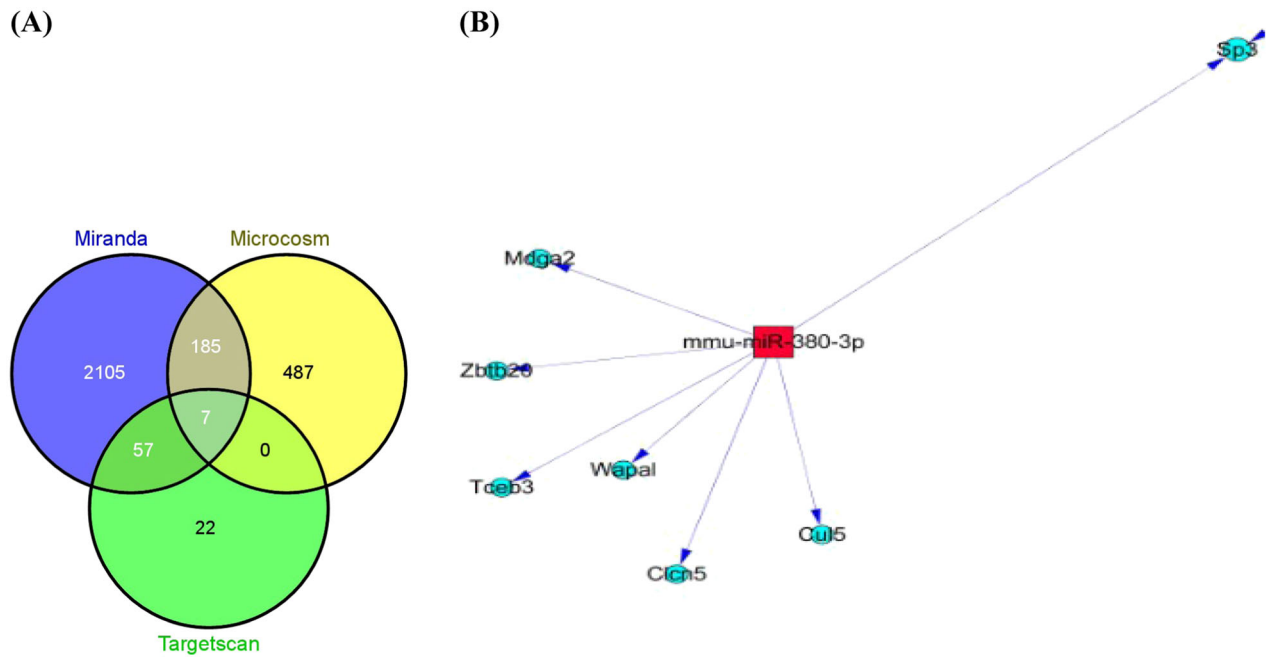 (A)
Miranda
Microcosm
2105
185
487
7
57
0
22
Targetscan
(B)
Sp3
Mdga2
mmu-miR-380-3p
Zbtb20
Wapal
Tceb3
Cul5
Clcn5